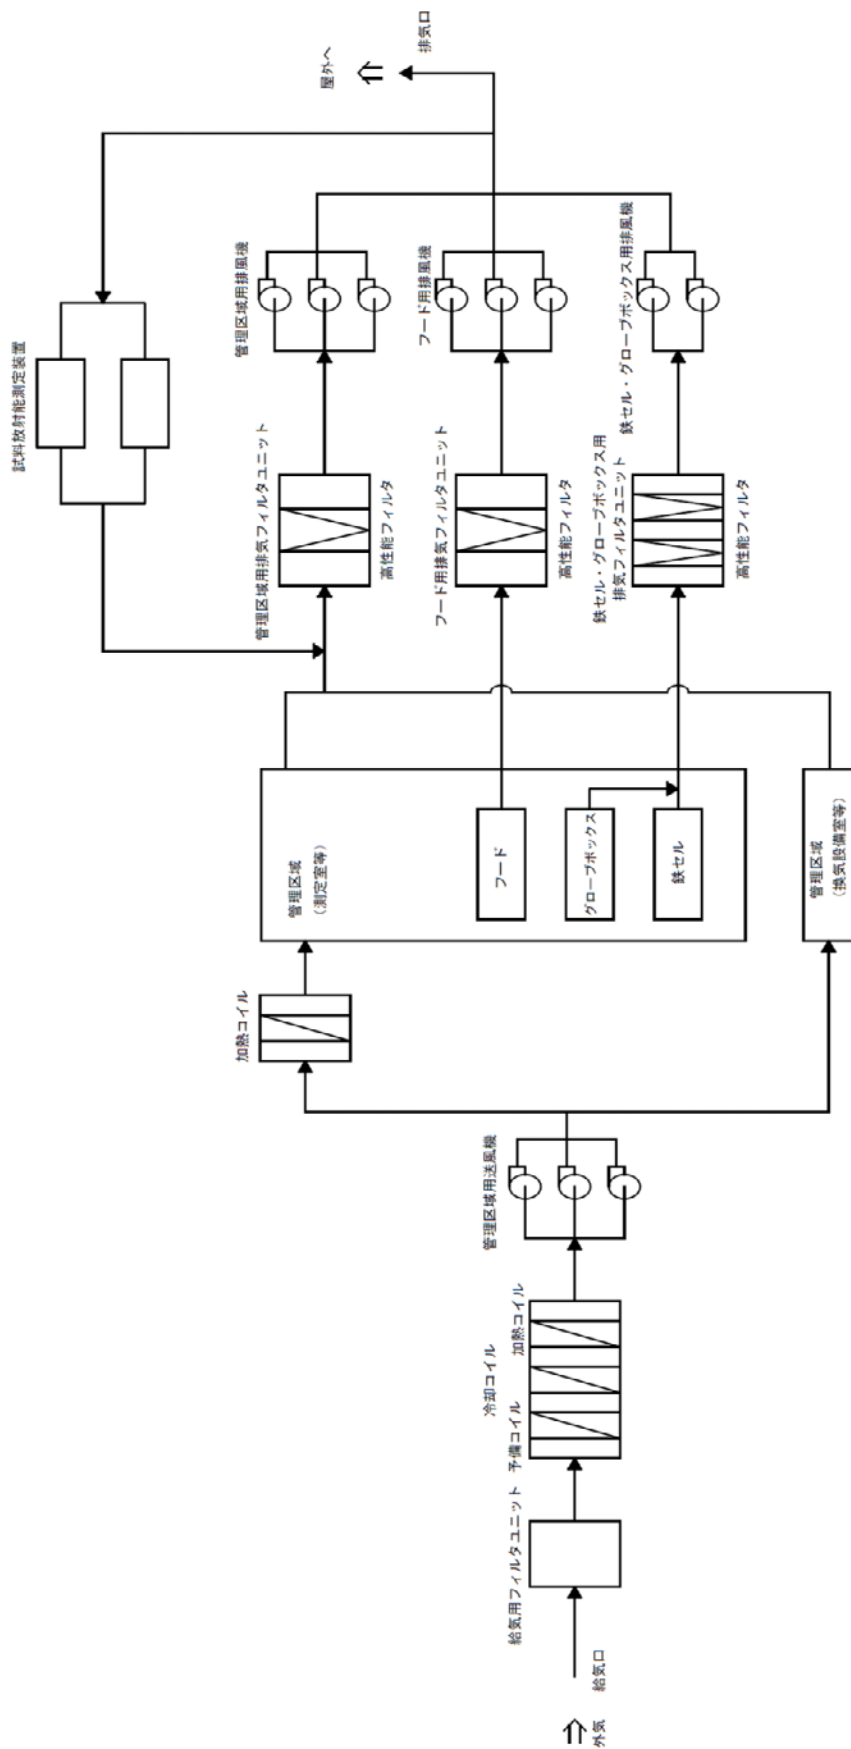 外気
給気口
給気用フィルタユニット
予備コイル
冷却コイル
加熱コイル
管理区域用送風機
加熱コイル
管理区域
（測定室等）
フード
グローブボックス
鉄セル
管理区域
（換気設備室等）
試料放射能測定装置
管理区域用排気フィルタユニット
高性能フィルタ
管理区域用排風機
フード用排気フィルタユニット
高性能フィルタ
フード用排風機
鉄セル・グローブボックス用
排気フィルタユニット
高性能フィルタ
鉄セル・グローブボックス用排風機
屋外へ
排気口